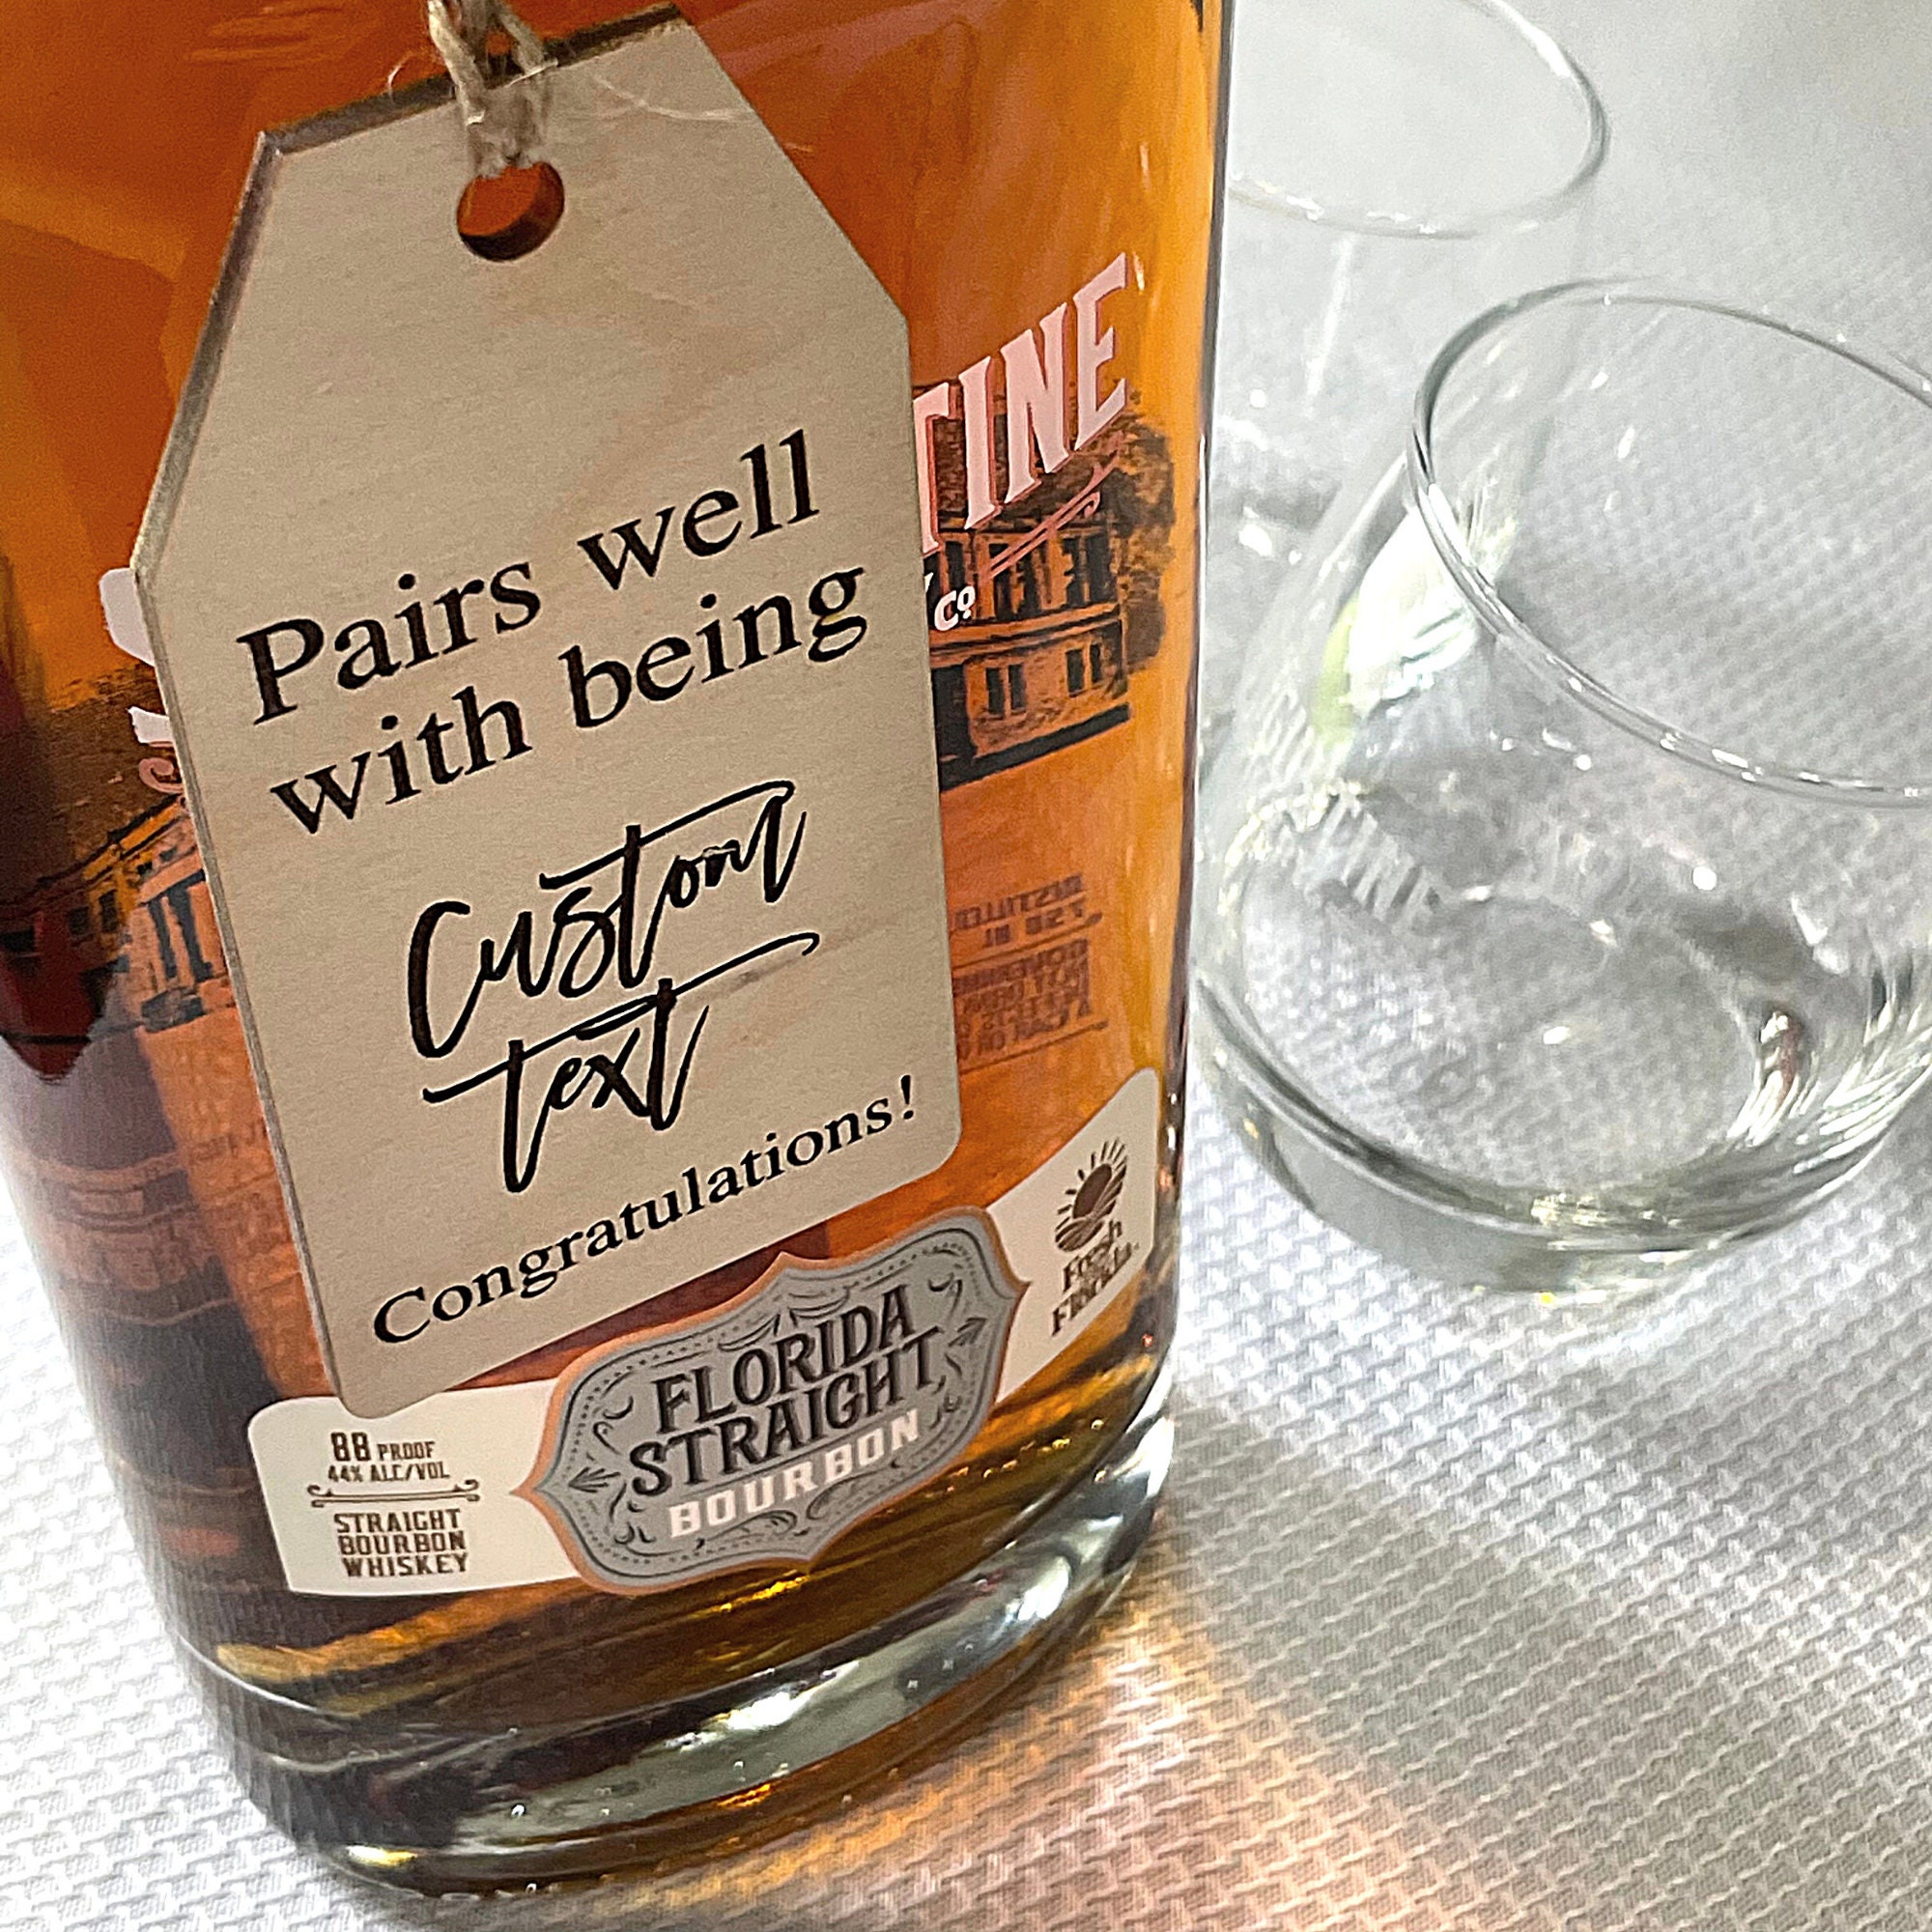 Pairs well
with being
Custom
text
Congratulations!
TINE
Co
88 PROOF
44% ALC/VOL
STRAIGHT
BOURBON
WHISKEY
FLORIDA
STRAIGHT
BOURBON
Fresh
Florida